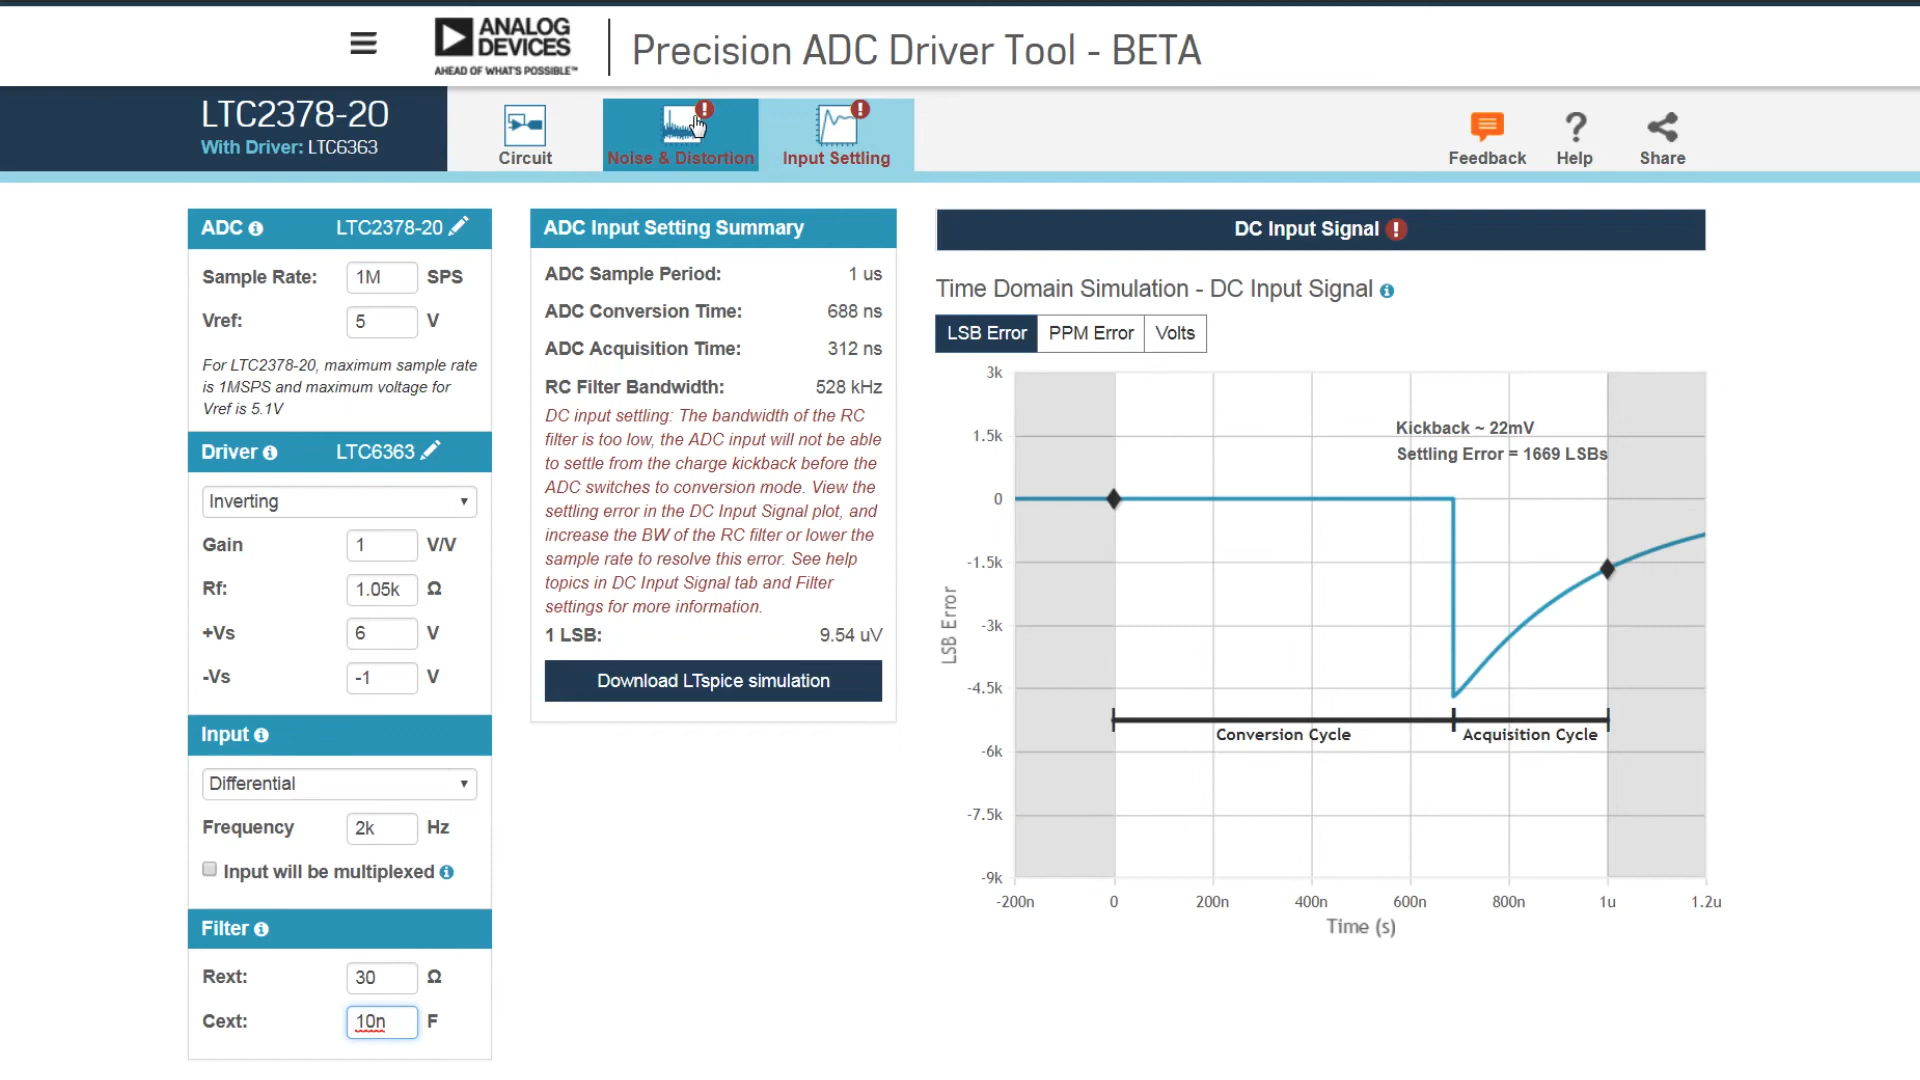 ANALOG
DEVICES
AHEAD OF WHAT'S POSSIBLE™
Precision ADC Driver Tool - BETA
LTC2378-20
With Driver: LTC6363
Circuit
Noise & Distortion
Input Settling
Feedback
Help
Share
ADC
LTC2378-20
Sample Rate: 1M SPS
Vref: 5 V
For LTC2378-20, maximum sample rate
is 1MSPS and maximum voltage for
Vref is 5.1V
Driver
LTC6363
Inverting
Gain 1 V/V
Rf: 1.05k Ω
+Vs 6 V
-Vs -1 V
Input
Differential
Frequency 2k Hz
Input will be multiplexed
Filter
Rext: 30 Ω
Cext: 10n F
ADC Input Setting Summary
ADC Sample Period: 1 us
ADC Conversion Time: 688 ns
ADC Acquisition Time: 312 ns
RC Filter Bandwidth: 528 kHz
DC input settling: The bandwidth of the RC
filter is too low, the ADC input will not be able
to settle from the charge kickback before the
ADC switches to conversion mode. View the
settling error in the DC Input Signal plot, and
increase the BW of the RC filter or lower the
sample rate to resolve this error. See help
topics in DC Input Signal tab and Filter
settings for more information.
1 LSB: 9.54 uV
Download LTspice simulation
DC Input Signal
Time Domain Simulation - DC Input Signal
LSB Error
PPM Error
Volts
3k
1.5k
0
-1.5k
-3k
-4.5k
-6k
-7.5k
-9k
LSB Error
Kickback ~ 22mV
Settling Error = 1669 LSBs
Conversion Cycle
Acquisition Cycle
-200n
0
200n
400n
600n
800n
1u
1.2u
Time (s)